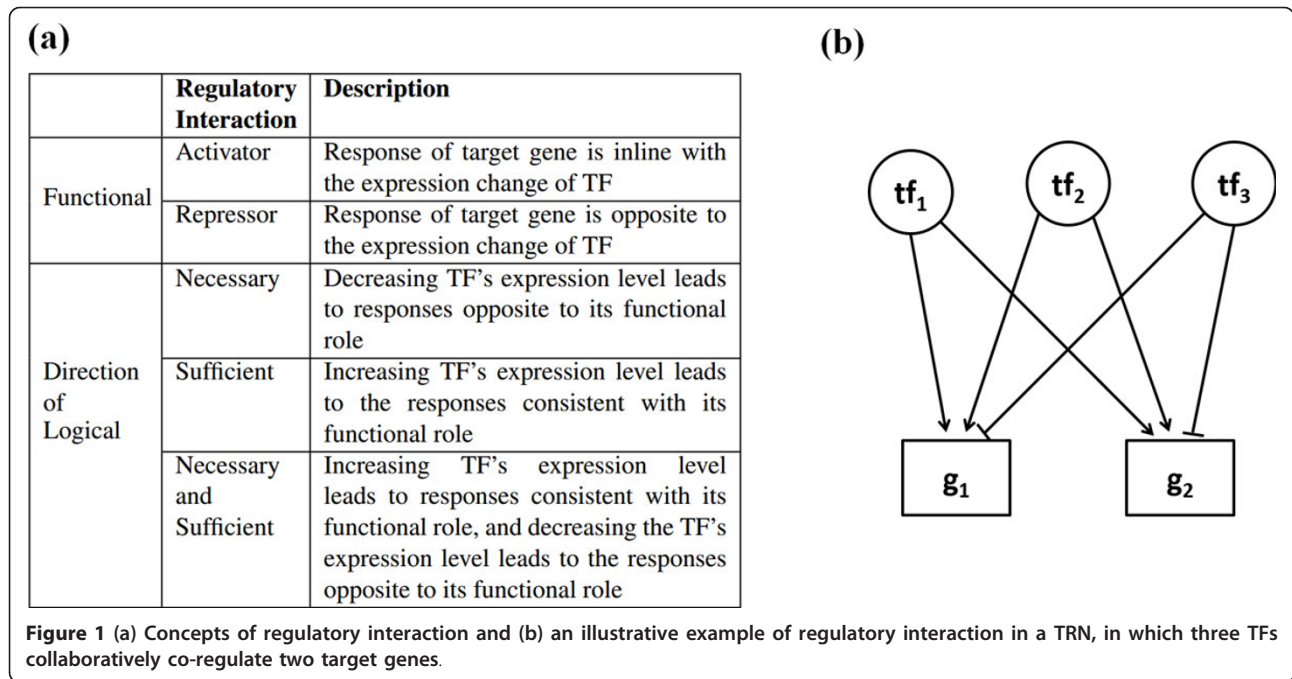 (a)
Regulatory Interaction
Description
Functional
Activator
Response of target gene is inline with
the expression change of TF
Repressor
Response of target gene is opposite to
the expression change of TF
Direction
of
Logical
Necessary
Decreasing TF's expression level leads
to responses opposite to its functional
role
Sufficient
Increasing TF's expression level leads
to the responses consistent with its
functional role
Necessary
and
Sufficient
Increasing TF's expression level
leads to responses consistent with its
functional role, and decreasing the TF's
expression level leads to the responses
opposite to its functional role
(b)
tf₁ tf₂ tf₃
g₁ g₂
Figure 1 (a) Concepts of regulatory interaction and (b) an illustrative example of regulatory interaction in a TRN, in which three TFs
collaboratively co-regulate two target genes.